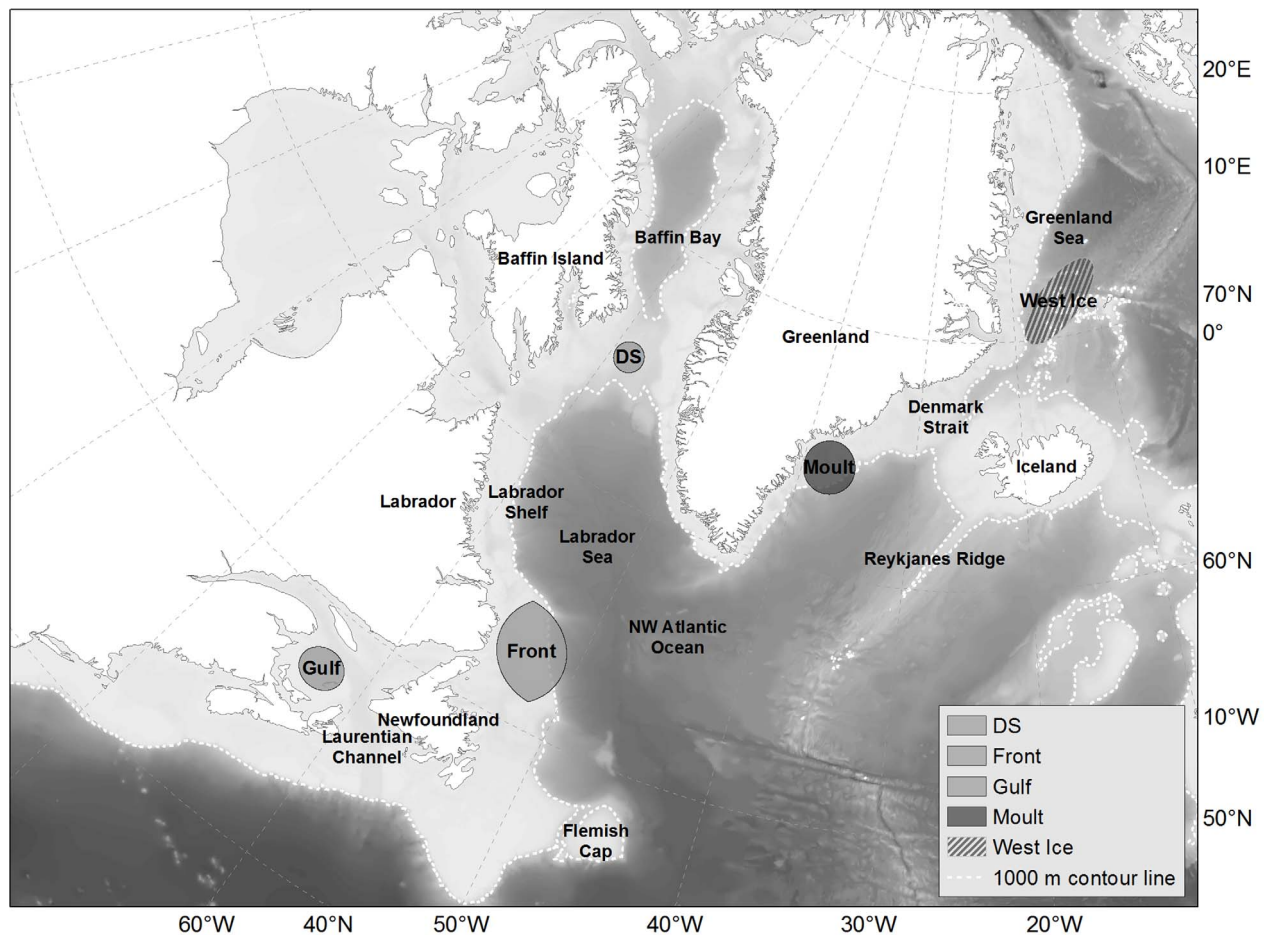 20°E
10°E
Greenland
Sea
Baffin Bay
Baffin Island
West Ice
70°N
0°
Greenland
DS
Denmark
Strait
Moult
Iceland
Labrador
Labrador
Shelf
Labrador
Sea
Reykjanes Ridge
60°N
NW Atlantic
Ocean
Front
Gulf
Newfoundland
Laurentian
Channel
10°W
Flemish
Cap
50°N
DS
Front
Gulf
Moult
West Ice
1000 m contour line
60°W
40°N
50°W
40°W
30°W
20°W